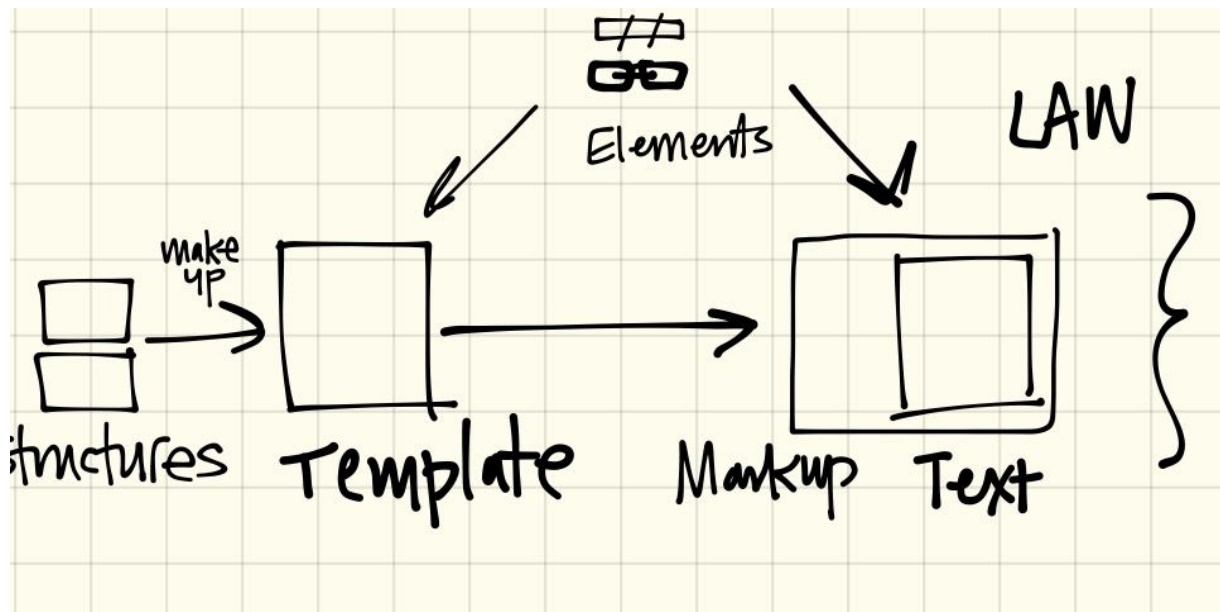 Elements
LAW
make
up
structures
Template
Markup Text